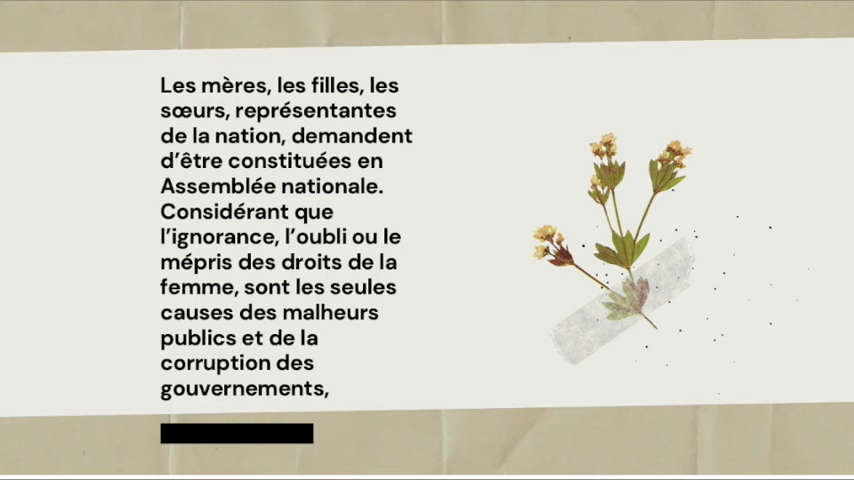 Les mères, les filles, les
sœurs, représentantes
de la nation, demandent
d’être constituées en
Assemblée nationale.
Considérant que
l’ignorance, l’oubli ou le
mépris des droits de la
femme, sont les seules
causes des malheurs
publics et de la
corruption des
gouvernements,